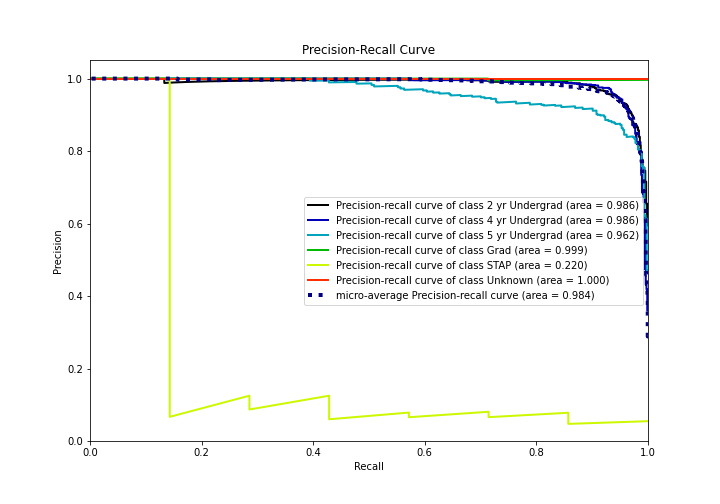 Precision-Recall Curve
1.0
0.8
0.6
0.4
0.2
0.0
Precision
Precision-recall curve of class 2 yr Undergrad (area = 0.986)
Precision-recall curve of class 4 yr Undergrad (area = 0.986)
Precision-recall curve of class 5 yr Undergrad (area = 0.962)
Precision-recall curve of class Grad (area = 0.999)
Precision-recall curve of class STAP (area = 0.220)
Precision-recall curve of class Unknown (area = 1.000)
micro-average Precision-recall curve (area = 0.984)
0.0 0.2 0.4 0.6 0.8 1.0
Recall